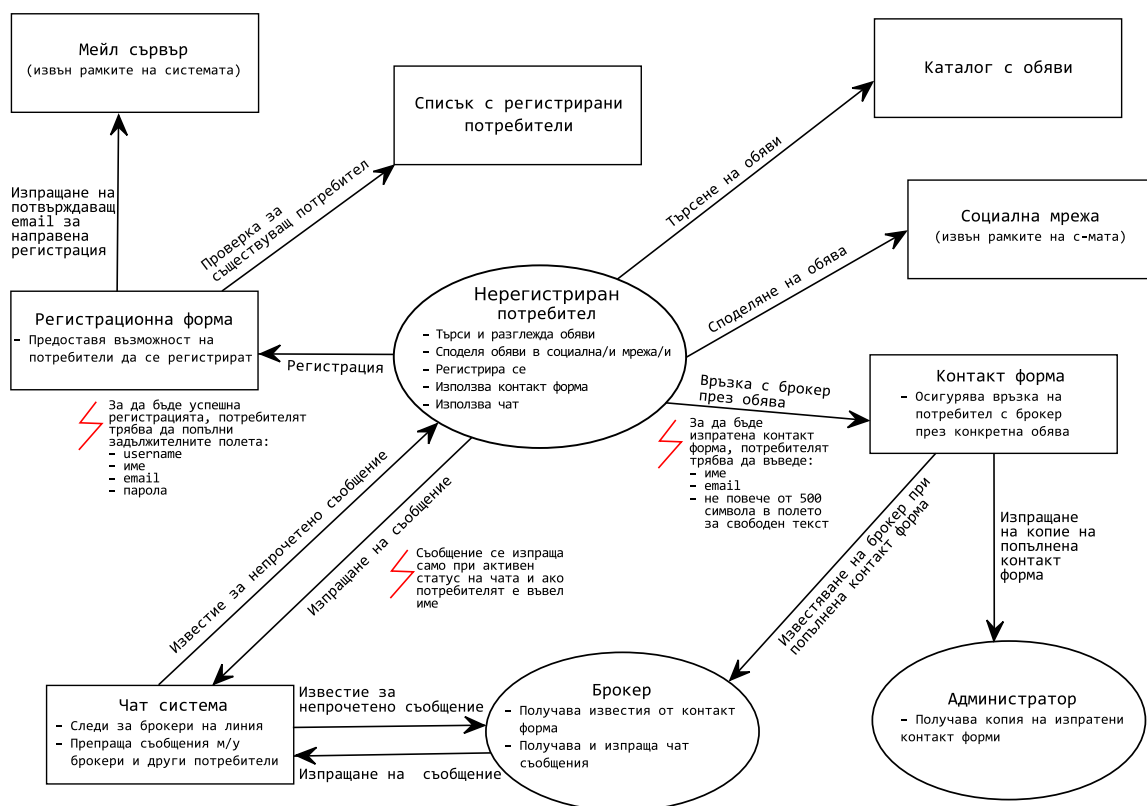 Мейл сървър
(извън рамките на системата)
Списък с регистрирани
потребители
Каталог с обяви
Социална мрежа
(извън рамките на с-мата)
Изпращане на
потвърждаващ
email за
направена
регистрация
Проверка за
съществуващ потребител
Търсене на обяви
Споделяне на обява
Регистрационна форма
– Предоставя възможност на
потребители да се регистрират
Регистрация
Нерегистриран
потребител
– Търси и разглежда обяви
– Споделя обяви в социална/и мрежа/и
– Регистрира се
– Използва контакт форма
– Използва чат
Връзка с брокер
през обява
Контакт форма
– Осигурява връзка на
потребител с брокер
през конкретна обява
За да бъде успешна
регистрацията, потребителят
трябва да попълни
задължителните полета:
– username
– име
– email
– парола
За да бъде
изпратена контакт
форма, потребителят
трябва да въведе:
– име
– email
– не повече от 500
символа в полето
за свободен текст
Известие за непрочетено съобщение
Изпращане на съобщение
Съобщение се изпраща
само при активен
статус на чата и ако
потребителят е въвел
име
Известяване на брокер при
попълнена контакт форма
Изпращане
на копие на
попълнена
контакт
форма
Чат система
– Следи за брокери на линия
– Препраща съобщения м/у
брокери и други потребители
Известие за
непрочетено съобщение
Изпращане на съобщение
Брокер
– Получава известия от контакт
форма
– Получава и изпраща чат
съобщения
Администратор
– Получава копия на изпратени
контакт форми